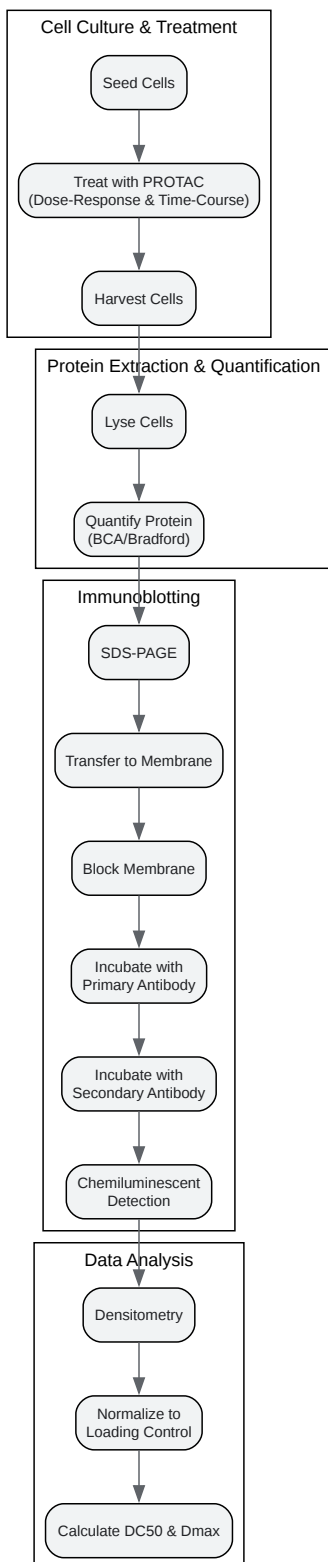 Cell Culture & Treatment
Seed Cells
Treat with PROTAC
(Dose-Response & Time-Course)
Harvest Cells
Protein Extraction & Quantification
Lyse Cells
Quantify Protein
(BCA/Bradford)
Immunoblotting
SDS-PAGE
Transfer to Membrane
Block Membrane
Incubate with
Primary Antibody
Incubate with
Secondary Antibody
Chemiluminescent
Detection
Data Analysis
Densitometry
Normalize to
Loading Control
Calculate DC50 & Dmax